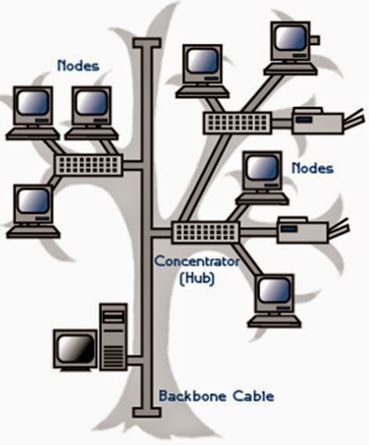 Nodes
Nodes
Concentrator
(Hub)
Backbone Cable